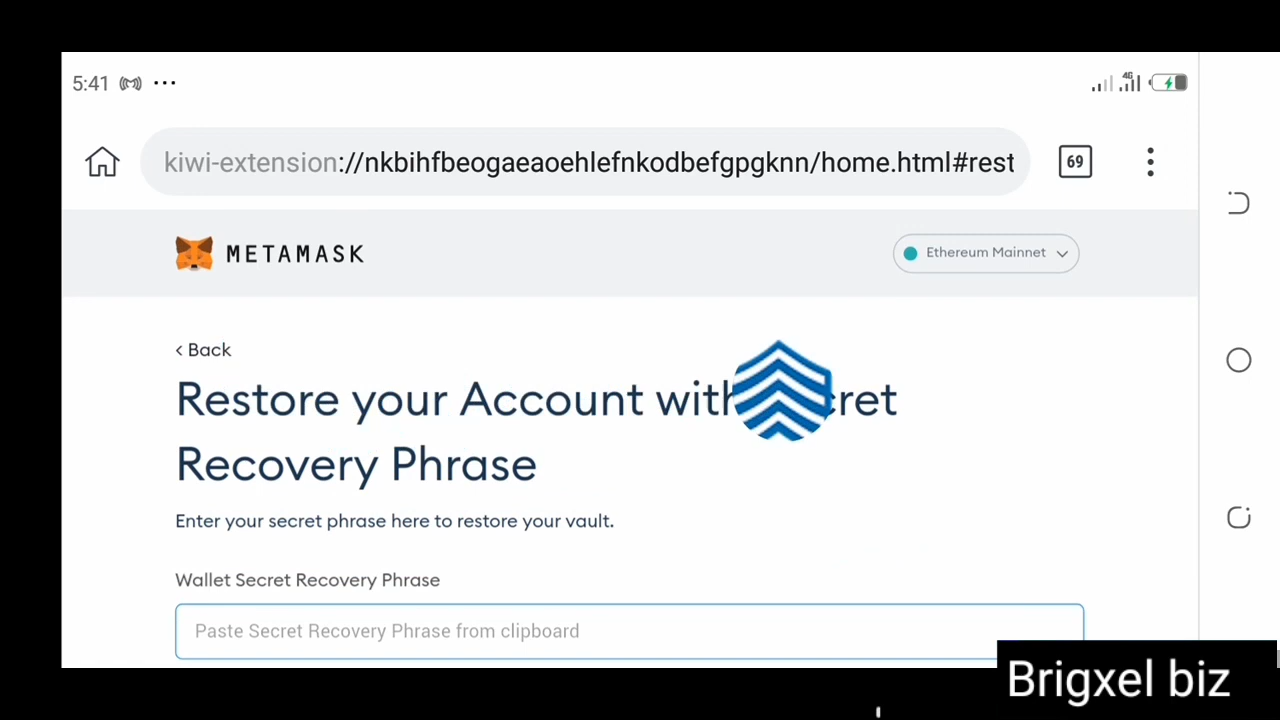 5:41
4G
kiwi-extension://nkbihfbeogaeaoehlefnkodbefgpgknn/home.html#rest
69
METAMASK
Ethereum Mainnet
< Back
Restore your Account with cret
Recovery Phrase
Enter your secret phrase here to restore your vault.
Wallet Secret Recovery Phrase
Paste Secret Recovery Phrase from clipboard
Brigxel biz